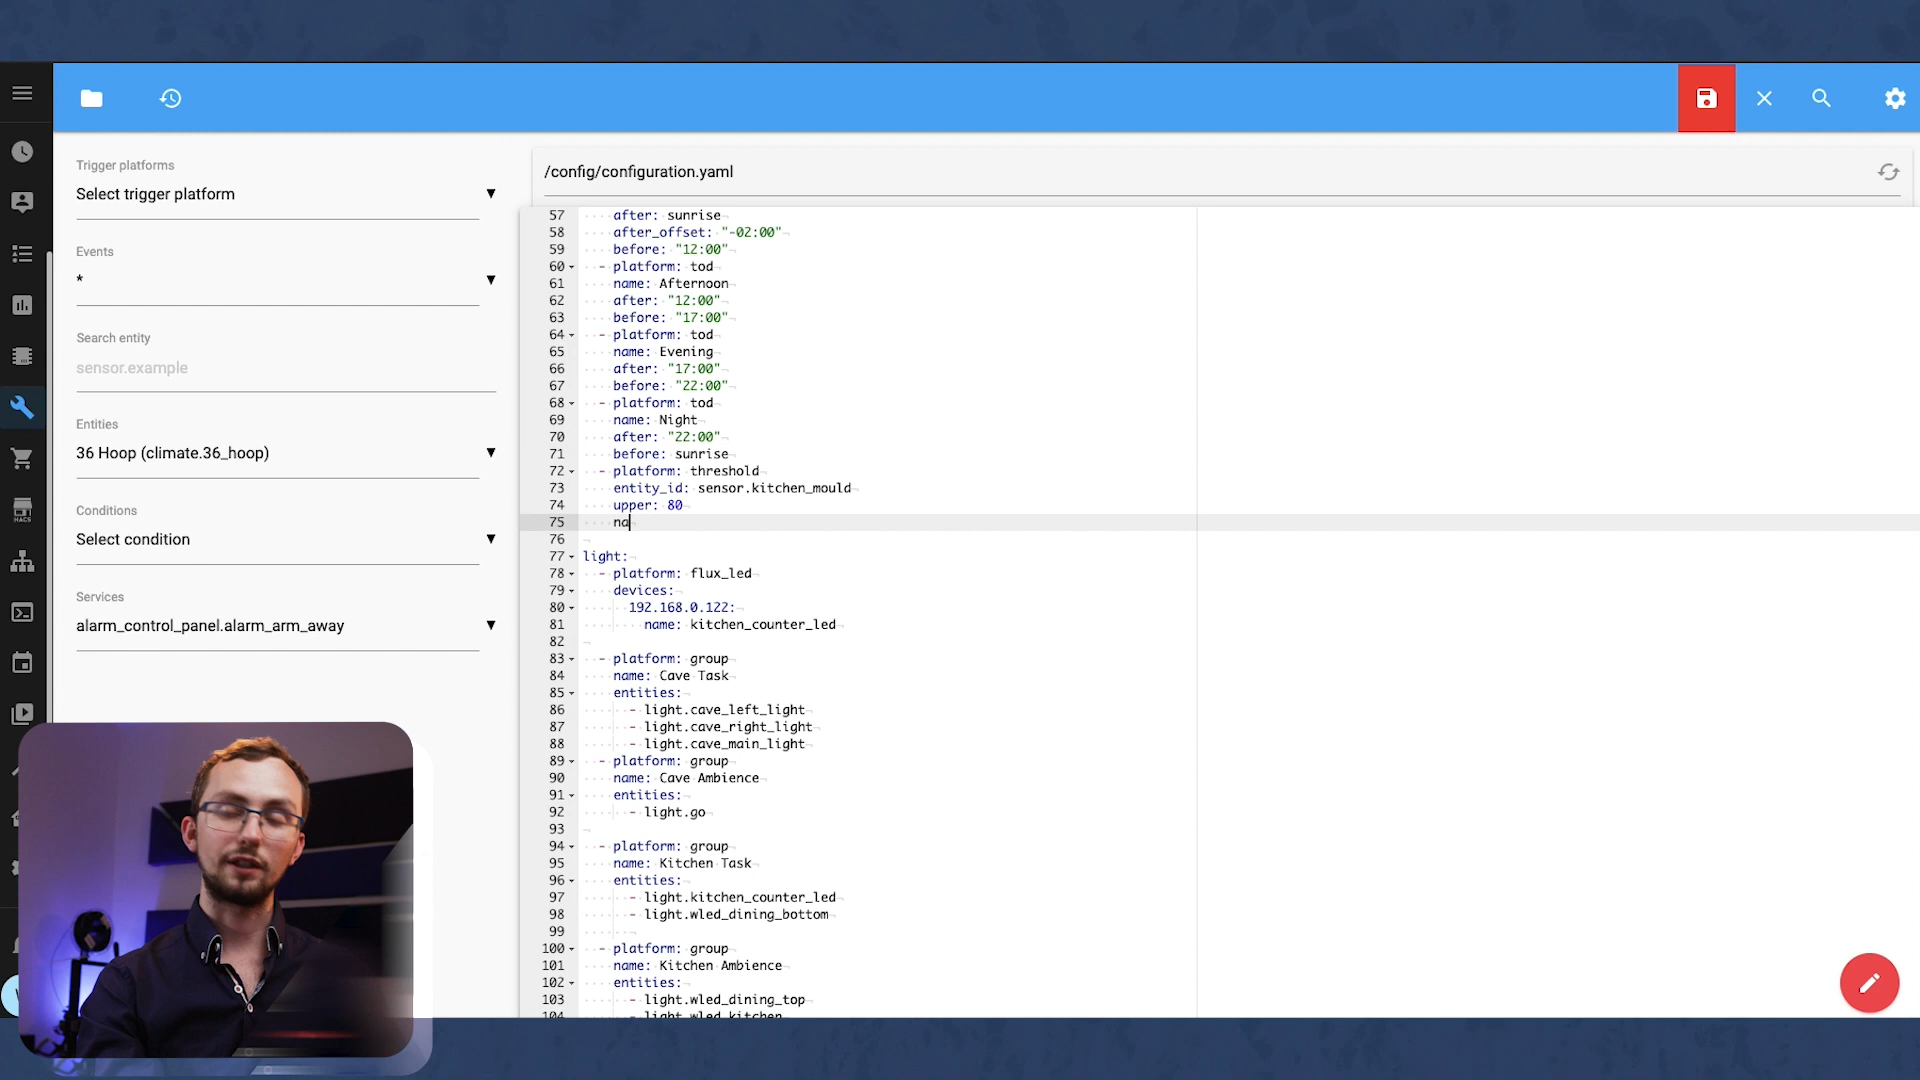 /config/configuration.yaml
Trigger platforms
Select trigger platform
Events
*
Search entity
sensor.example
Entities
36 Hoop (climate.36_hoop)
Conditions
Select condition
Services
alarm_control_panel.alarm_arm_away
HACS
57 after: sunrise
58 after_offset: "-02:00"
59 before: "12:00"
60 - platform: tod
61 name: Afternoon
62 after: "12:00"
63 before: "17:00"
64 - platform: tod
65 name: Evening
66 after: "17:00"
67 before: "22:00"
68 - platform: tod
69 name: Night
70 after: "22:00"
71 before: sunrise
72 - platform: threshold
73 entity_id: sensor.kitchen_mould
74 upper: 80
75 na
76
77 light:
78 - platform: flux_led
79 devices:
80 192.168.0.122:
81 name: kitchen_counter_led
82
83 - platform: group
84 name: Cave Task
85 entities:
86 - light.cave_left_light
87 - light.cave_right_light
88 - light.cave_main_light
89 - platform: group
90 name: Cave Ambience
91 entities:
92 - light.go
93
94 - platform: group
95 name: Kitchen Task
96 entities:
97 - light.kitchen_counter_led
98 - light.wled_dining_bottom
99
100 - platform: group
101 name: Kitchen Ambience
102 entities:
103 - light.wled_dining_top
104 - light.wled_kitchen